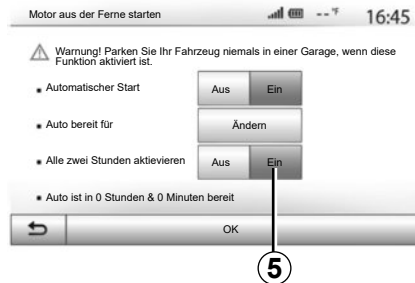 Motor aus der Ferne starten -- °F 16:45
Warnung! Parken Sie Ihr Fahrzeug niemals in einer Garage, wenn diese
Funktion aktiviert ist.
Automatischer Start Aus Ein
Auto bereit für Ändern
Alle zwei Stunden aktievieren Aus Ein
Auto ist in 0 Stunden & 0 Minuten bereit
OK
5